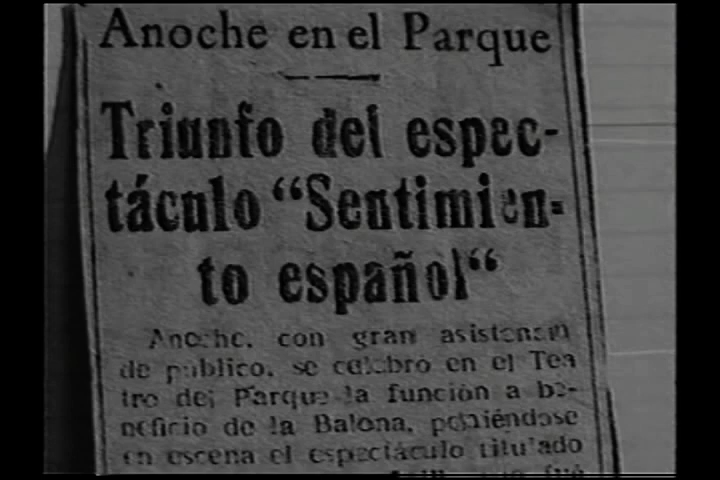 Anoche en el Parque
Triunfo del espec-
táculo “Sentimien-
to español“
Anoche, con gran asistencia
de público, se celebró en el Tea
tro del Parque la función a be-
neficio de la Balona, poniéndose
en escena el espectáculo titulado